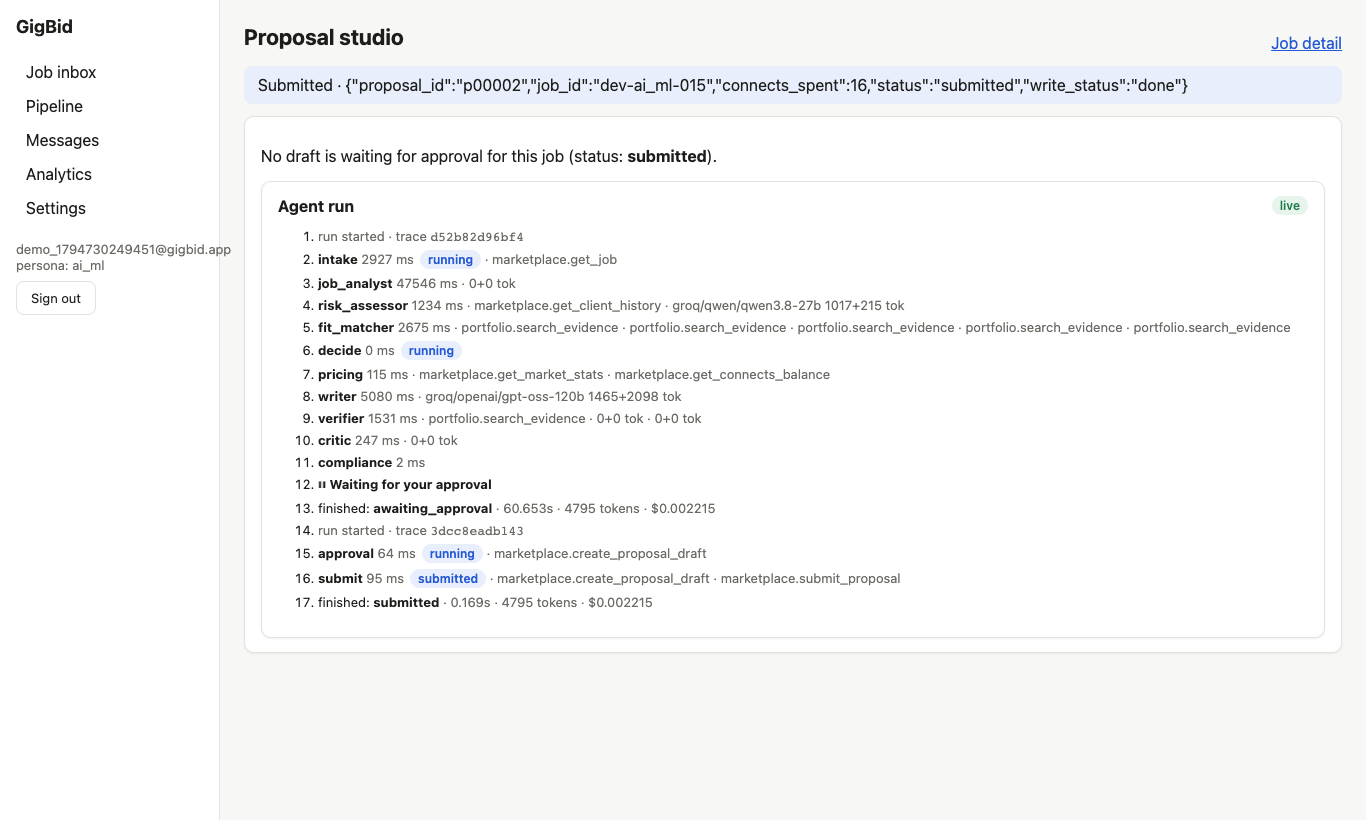 GigBid
Job inbox
Pipeline
Messages
Analytics
Settings
demo_1794730249451@gigbid.app
persona: ai_ml
Sign out
Proposal studio
Job detail
Submitted · {"proposal_id":"p00002","job_id":"dev-ai_ml-015","connects_spent":16,"status":"submitted","write_status":"done"}
No draft is waiting for approval for this job (status: submitted).
Agent run
live
1. run started · trace d52b82d96bf4
2. intake 2927 ms running · marketplace.get_job
3. job_analyst 47546 ms · 0+0 tok
4. risk_assessor 1234 ms · marketplace.get_client_history · groq/qwen/qwen3.8-27b 1017+215 tok
5. fit_matcher 2675 ms · portfolio.search_evidence · portfolio.search_evidence · portfolio.search_evidence · portfolio.search_evidence · portfolio.search_evidence
6. decide 0 ms running
7. pricing 115 ms · marketplace.get_market_stats · marketplace.get_connects_balance
8. writer 5080 ms · groq/openai/gpt-oss-120b 1465+2098 tok
9. verifier 1531 ms · portfolio.search_evidence · 0+0 tok · 0+0 tok
10. critic 247 ms · 0+0 tok
11. compliance 2 ms
12. ⏸ Waiting for your approval
13. finished: awaiting_approval · 60.653s · 4795 tokens · $0.002215
14. run started · trace 3dcc8eadb143
15. approval 64 ms running · marketplace.create_proposal_draft
16. submit 95 ms submitted · marketplace.create_proposal_draft · marketplace.submit_proposal
17. finished: submitted · 0.169s · 4795 tokens · $0.002215